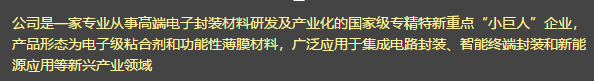 公司是一家专业从事高端电子封装材料研发及产业化的国家级专精特新重点“小巨人”企业，
产品形态为电子级粘合剂和功能性薄膜材料，广泛应用于集成电路封装、智能终端封装和新能
源应用等新兴产业领域